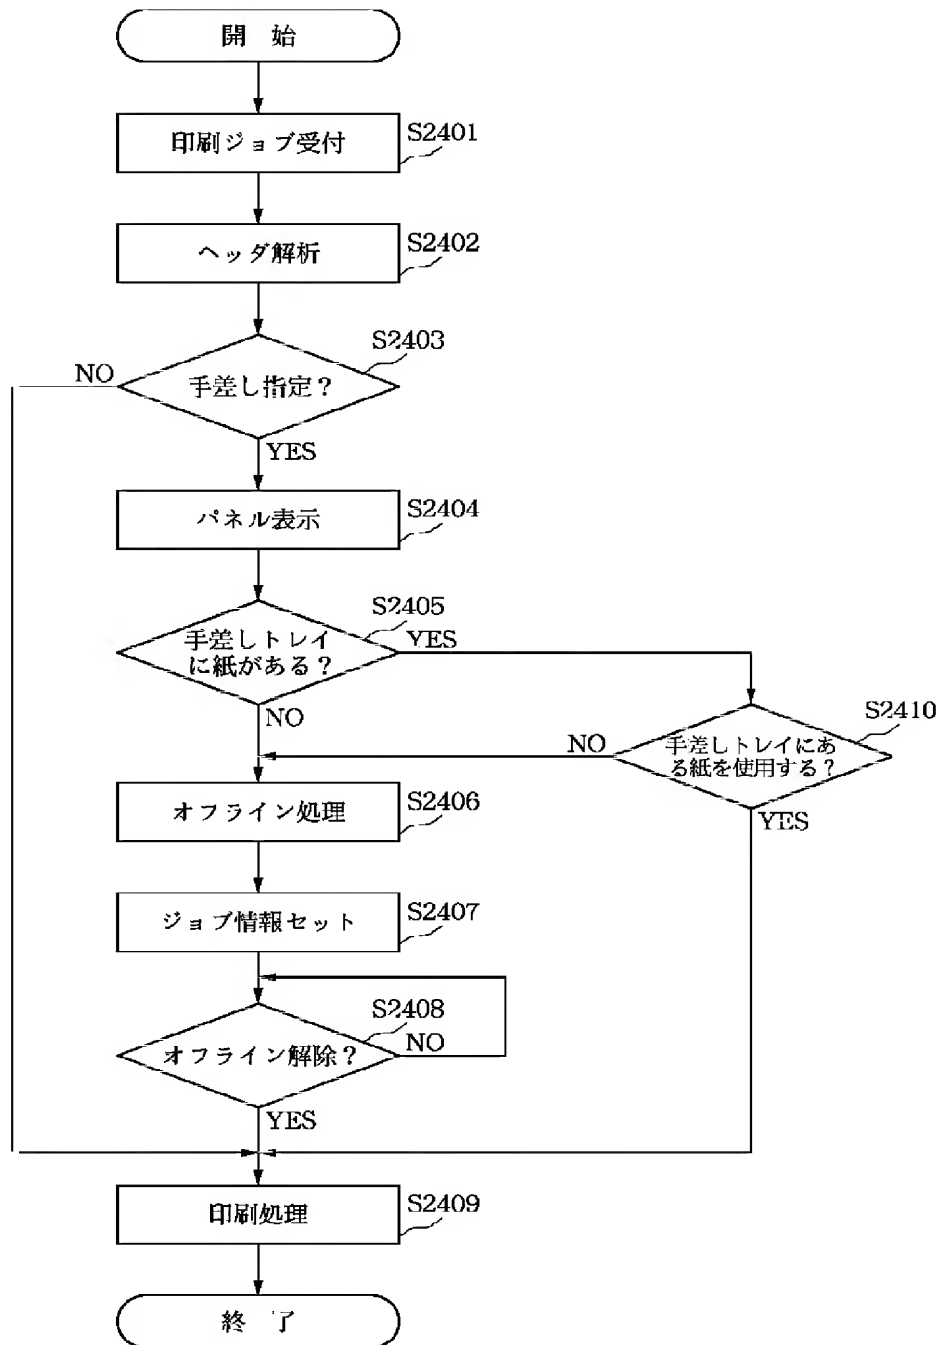 開 始
印刷ジョブ受付
S2401
ヘッダ解析
S2402
手差し指定?
S2403
NO
YES
パネル表示
S2404
手差しトレイ
に紙がある?
S2405
YES
NO
手差しトレイにあ
る紙を使用する?
S2410
NO
YES
オフライン処理
S2406
ジョブ情報セット
S2407
オフライン解除?
S2408
NO
YES
印刷処理
S2409
終 了